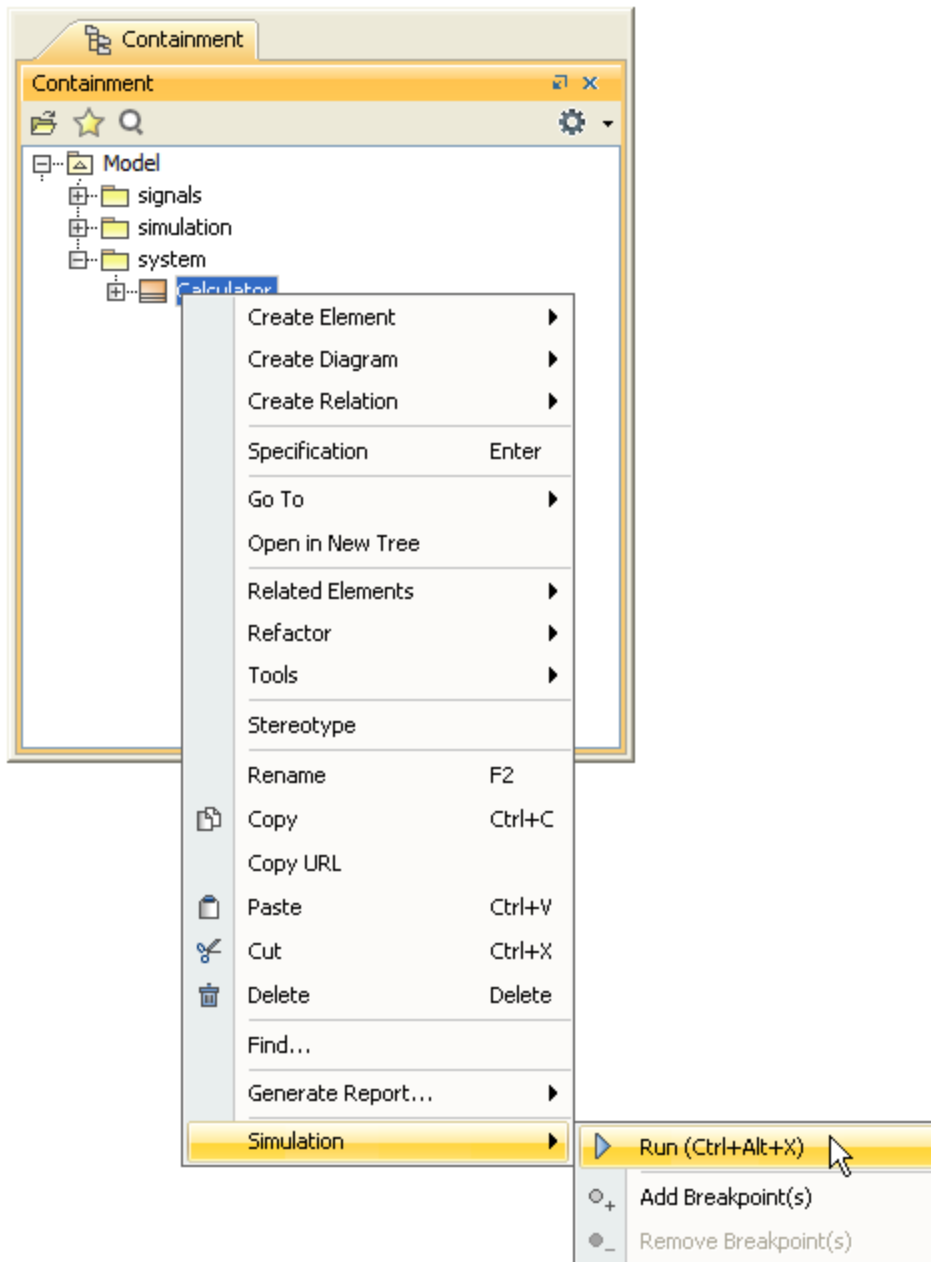 Containment
Containment
Model
signals
simulation
system
Calculator
Create Element
Create Diagram
Create Relation
Specification Enter
Go To
Open in New Tree
Related Elements
Refactor
Tools
Stereotype
Rename F2
Copy Ctrl+C
Copy URL
Paste Ctrl+V
Cut Ctrl+X
Delete Delete
Find...
Generate Report...
Simulation
Run (Ctrl+Alt+X)
Add Breakpoint(s)
Remove Breakpoint(s)